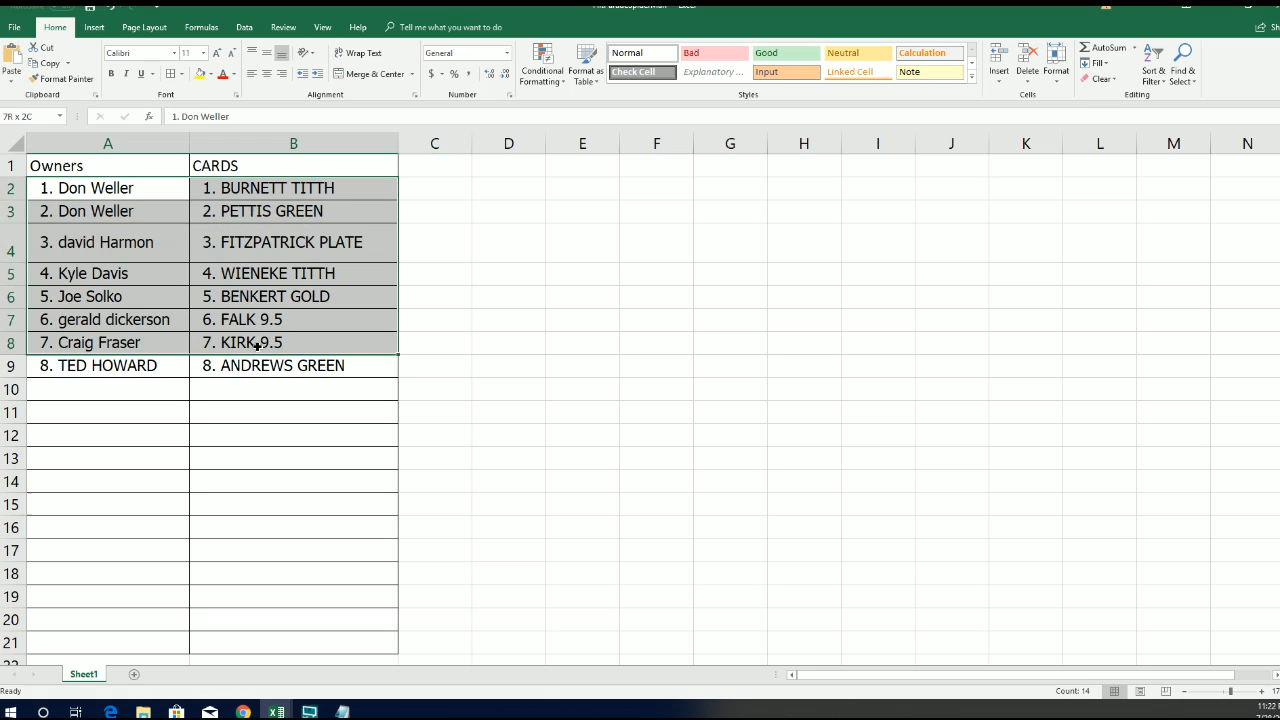 File Home Insert Page Layout Formulas Data Review View Help Tell me what you want to do
Paste Cut Copy Format Painter Clipboard
Calibri 11 B I U Font
Wrap Text Merge & Center Alignment
General $ % , Number
Conditional Formatting Format as Table
Normal Bad Good Neutral Calculation
Check Cell Explanatory ... Input Linked Cell Note
Styles
Insert Delete Format Cells
AutoSum Fill Clear Sort & Filter Find & Select Editing
7R x 2C fx 1. Don Weller
A B C D E F G H I J K L M N
1 Owners CARDS
2 1. Don Weller 1. BURNETT TITTH
3 2. Don Weller 2. PETTIS GREEN
4 3. david Harmon 3. FITZPATRICK PLATE
5 4. Kyle Davis 4. WIENEKE TITTH
6 5. Joe Solko 5. BENKERT GOLD
7 6. gerald dickerson 6. FALK 9.5
8 7. Craig Fraser 7. KIRK 9.5
9 8. TED HOWARD 8. ANDREWS GREEN
10
11
12
13
14
15
16
17
18
19
20
21
Sheet1
Ready Count: 14
11:22